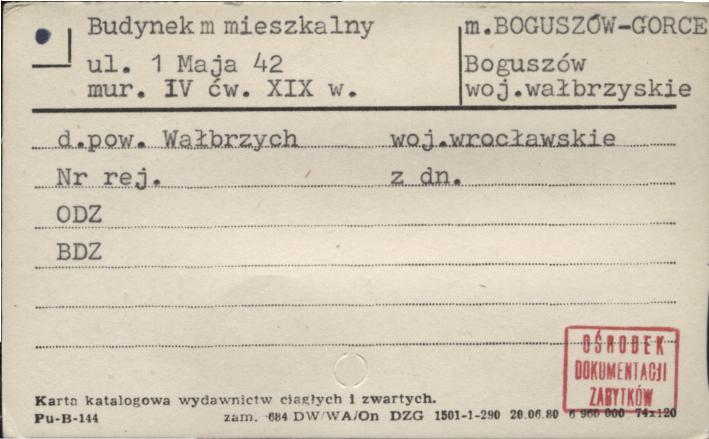 Budynek m mieszkalny
ul. 1 Maja 42
mur. IV ćw. XIX w.
m.BOGUSZÓW-GORCE
Boguszów
woj.wałbrzyskie
d.pow. Wałbrzych woj.wrocławskie
Nr rej. z dn.
ODZ
BDZ
OŚRODEK
DOKUMENTACJI
ZABYTKÓW
Karta katalogowa wydawnictw ciągłych i zwartych.
Pu-B-144 zam. 684 DW/WA/On DZG 1501-1-290 20.06.80 6 960 000 74x120